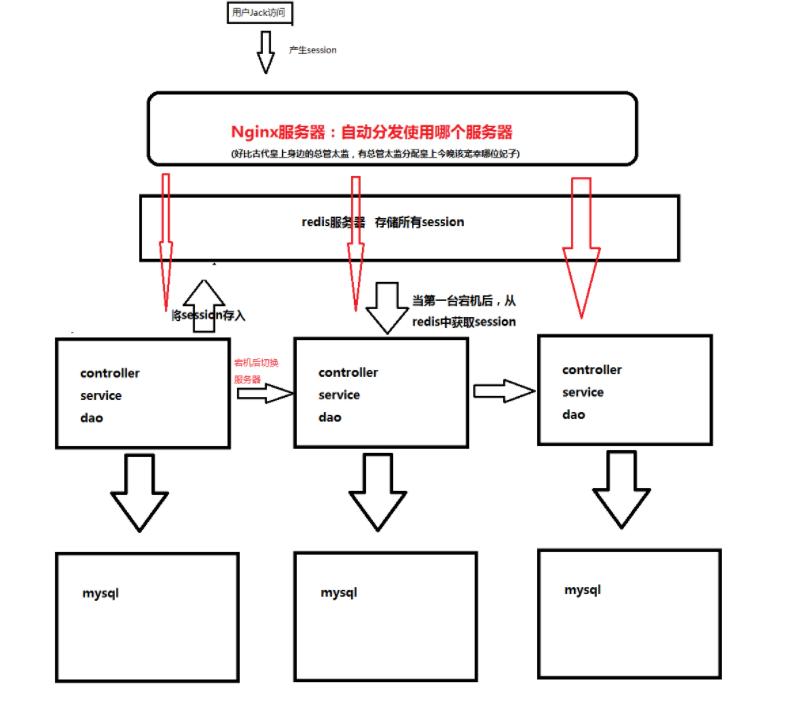 用户Jack访问
产生session
Nginx服务器：自动分发使用哪个服务器
(好比古代皇上身边的总管太监，有总管太监分配皇上今晚该宠幸哪位妃子)
redis服务器 存储所有session
将session存入
当第一台宕机后，从
redis中获取session
宕机后切换
服务器
controller
service
dao
controller
service
dao
controller
service
dao
mysql
mysql
mysql